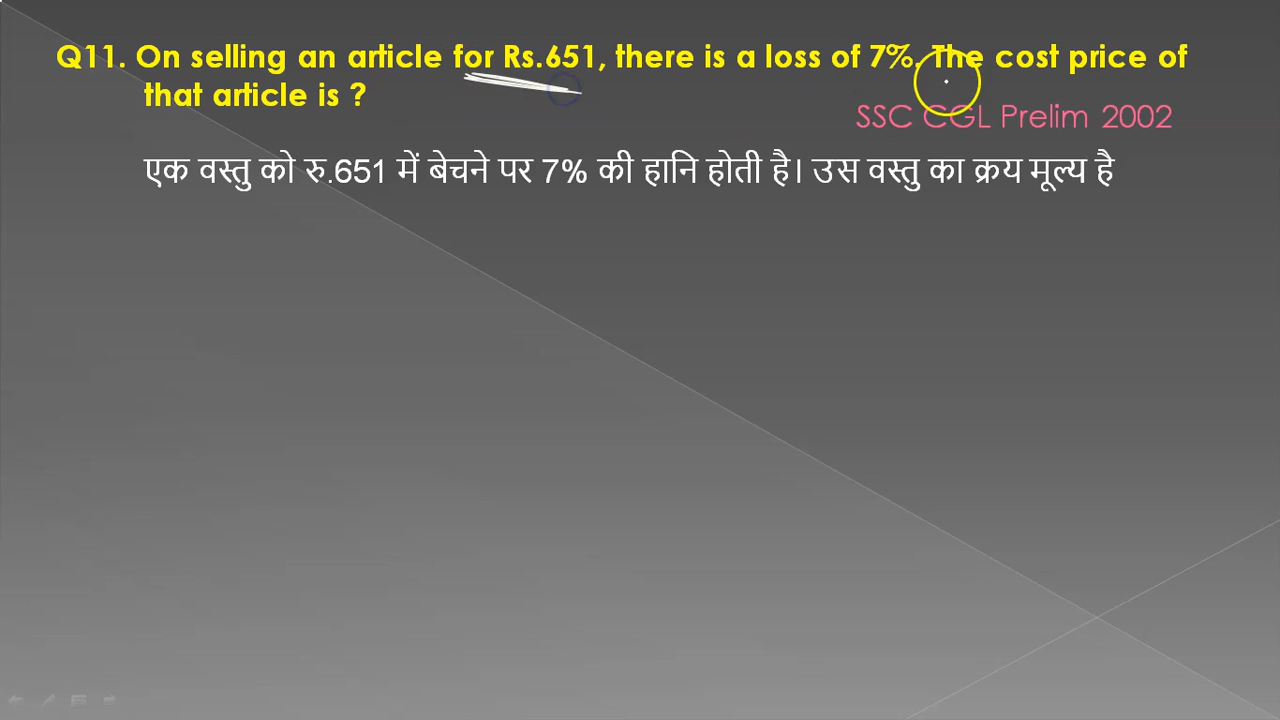 Q11. On selling an article for Rs.651, there is a loss of 7%. The cost price of
that article is ?
SSC CGL Prelim 2002
एक वस्तु को रु.651 में बेचने पर 7% की हानि होती है। उस वस्तु का क्रय मूल्य है